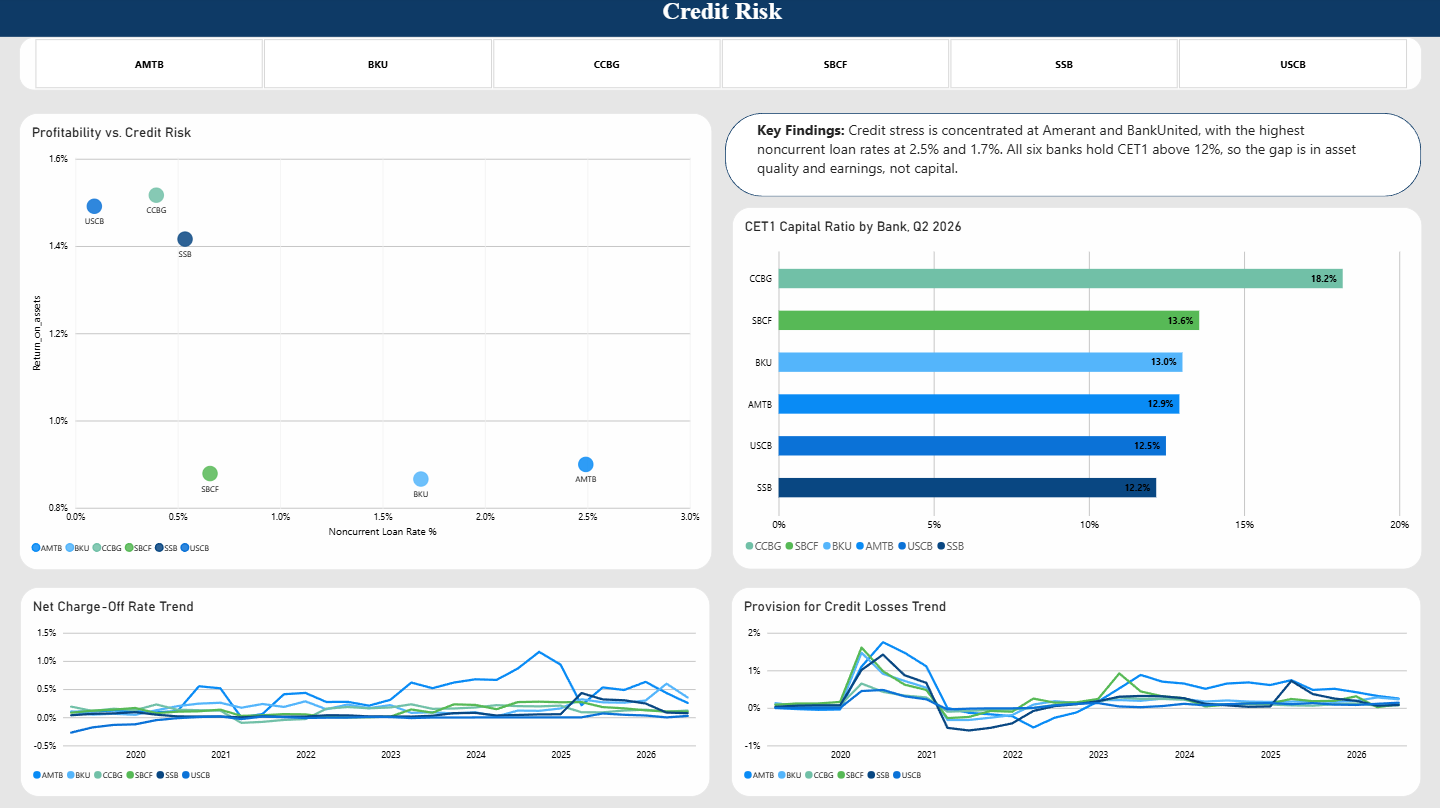 Credit Risk
AMTB
BKU
CCBG
SBCF
SSB
USCB
Profitability vs. Credit Risk
1.6%
1.4%
1.2%
1.0%
0.8%
Return_on_assets
USCB
CCBG
SSB
SBCF
BKU
AMTB
0.0%
0.5%
1.0%
1.5%
2.0%
2.5%
3.0%
Noncurrent Loan Rate %
AMTB BKU CCBG SBCF SSB USCB
Key Findings: Credit stress is concentrated at Amerant and BankUnited, with the highest
noncurrent loan rates at 2.5% and 1.7%. All six banks hold CET1 above 12%, so the gap is in asset
quality and earnings, not capital.
CET1 Capital Ratio by Bank, Q2 2026
CCBG 18.2%
SBCF 13.6%
BKU 13.0%
AMTB 12.9%
USCB 12.5%
SSB 12.2%
0% 5% 10% 15% 20%
CCBG SBCF BKU AMTB USCB SSB
Net Charge-Off Rate Trend
1.5%
1.0%
0.5%
0.0%
-0.5%
2020 2021 2022 2023 2024 2025 2026
AMTB BKU CCBG SBCF SSB USCB
Provision for Credit Losses Trend
2%
1%
0%
-1%
2020 2021 2022 2023 2024 2025 2026
AMTB BKU CCBG SBCF SSB USCB